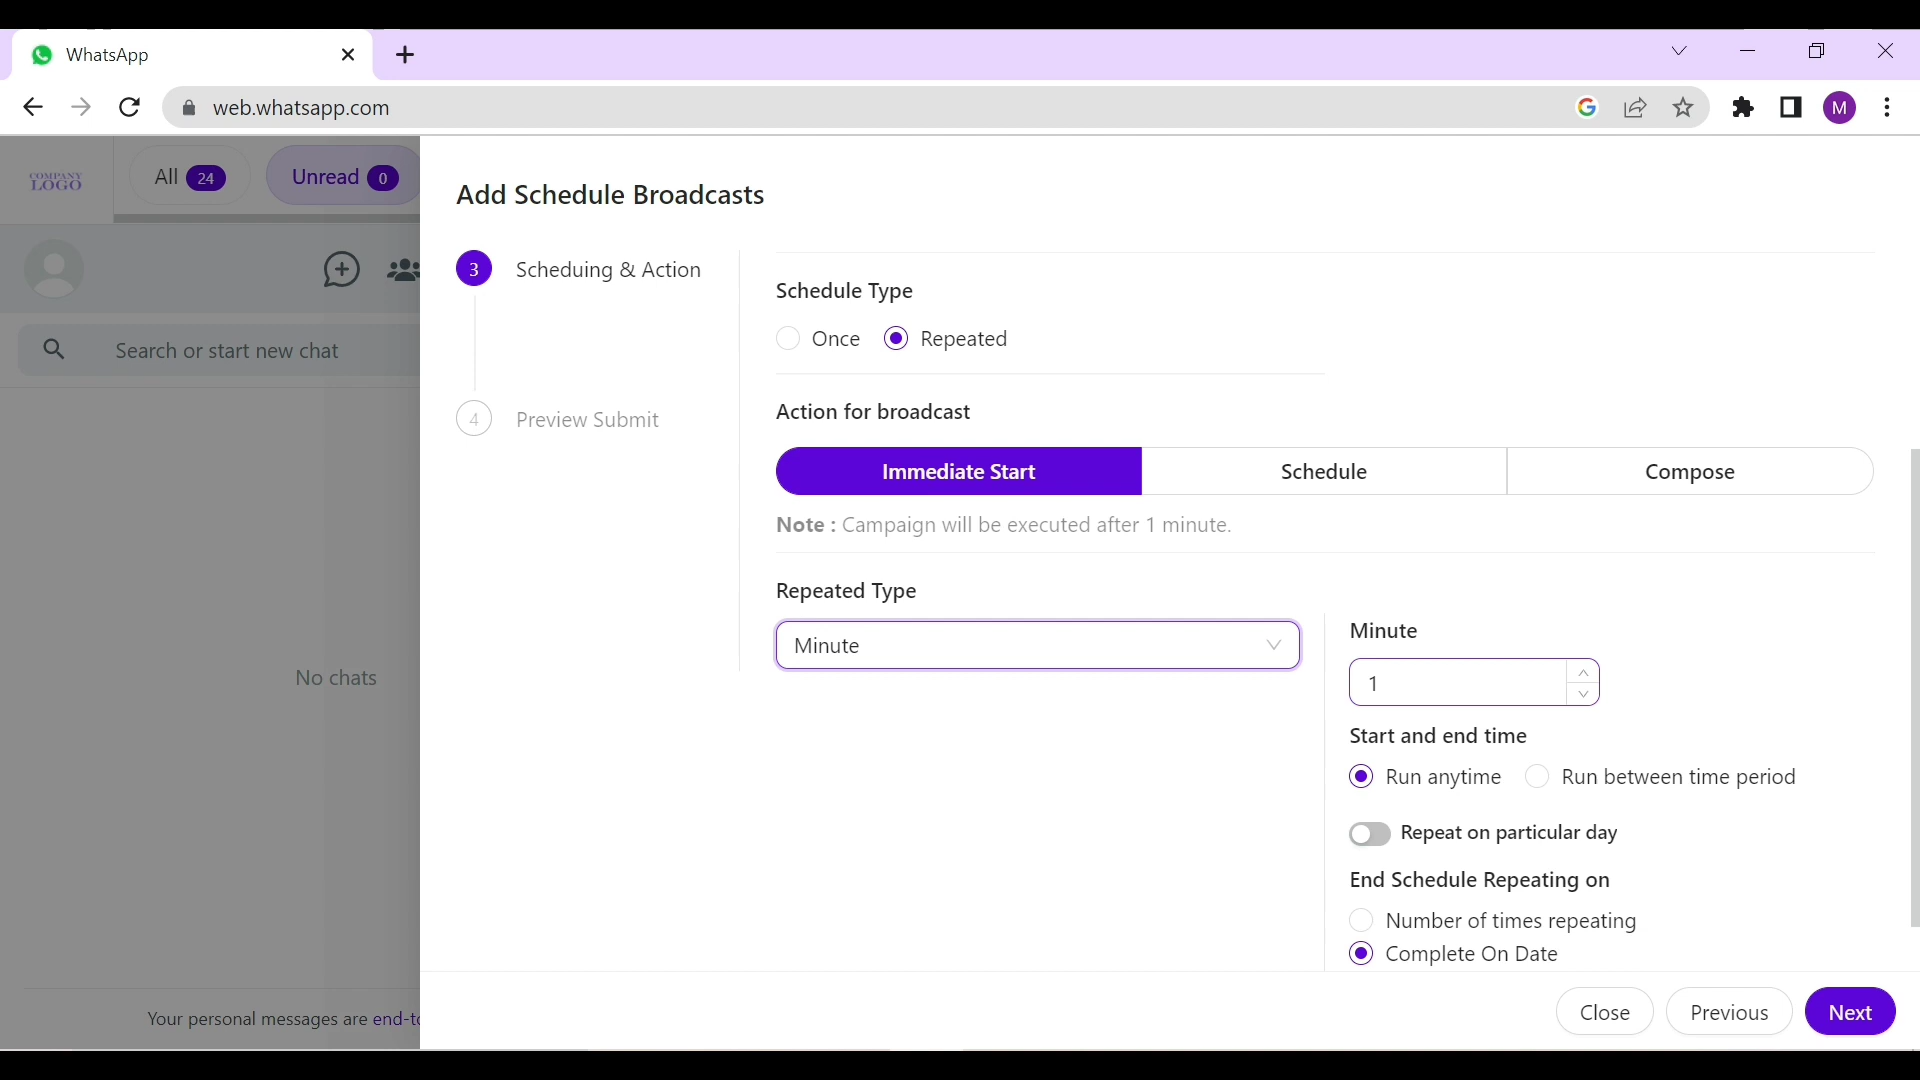 WhatsApp
web.whatsapp.com
M
COMPANY
LOGO
All 24
Unread 0
Search or start new chat
No chats
Your personal messages are end-to
Add Schedule Broadcasts
3 Scheduing & Action
4 Preview Submit
Schedule Type
Once Repeated
Action for broadcast
Immediate Start Schedule Compose
Note : Campaign will be executed after 1 minute.
Repeated Type
Minute
Minute
1
Start and end time
Run anytime Run between time period
Repeat on particular day
End Schedule Repeating on
Number of times repeating
Complete On Date
Close Previous Next